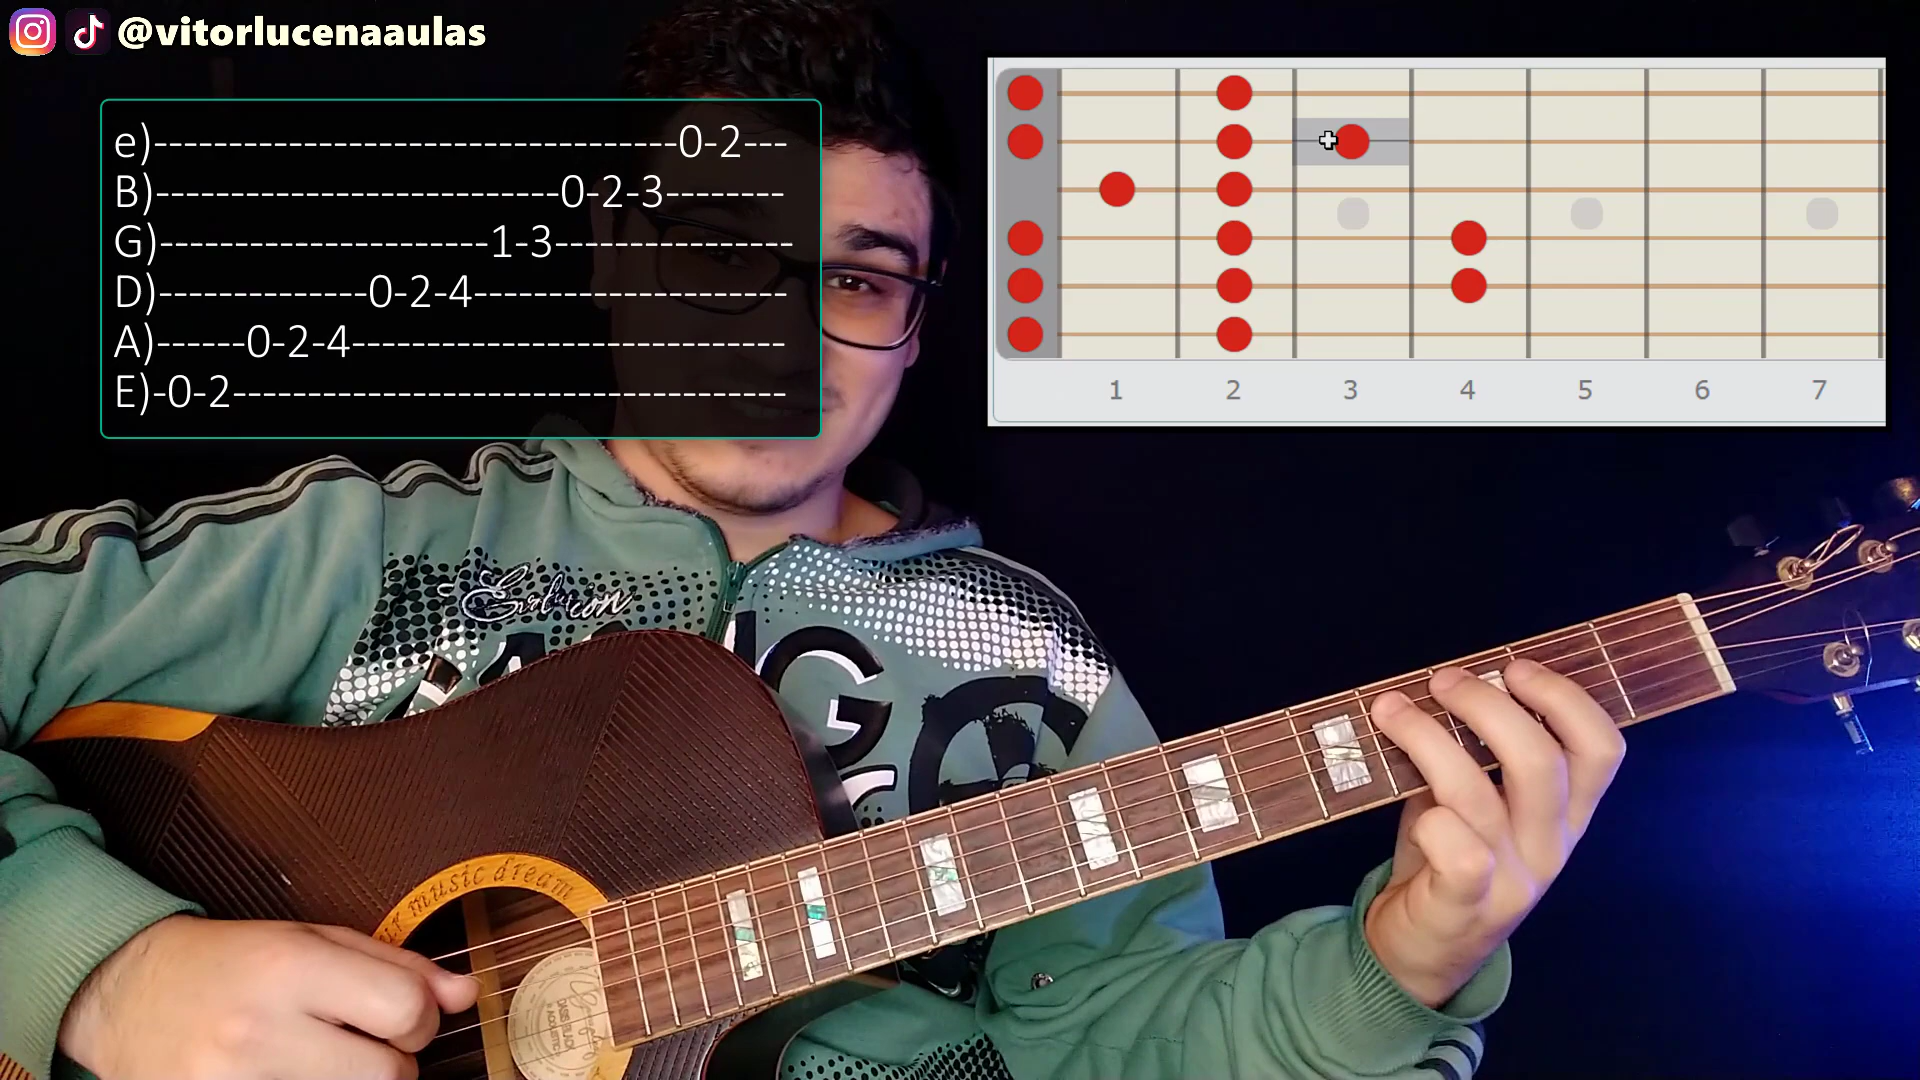 @vitorlucenaaulas
e)-----------------------------------0-2---
B)---------------------------0-2-3--------
G)----------------------1-3----------------
D)--------------0-2-4---------------------
A)------0-2-4-----------------------------
E)-0-2-------------------------------------
1 2 3 4 5 6 7
Evolucion
music dream